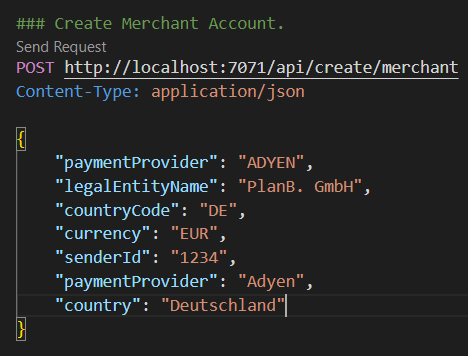 ### Create Merchant Account.
Send Request
POST http://localhost:7071/api/create/merchant
Content-Type: application/json
{
"paymentProvider": "ADYEN",
"legalEntityName": "PlanB. GmbH",
"countryCode": "DE",
"currency": "EUR",
"senderId": "1234",
"paymentProvider": "Adyen",
"country": "Deutschland"
}